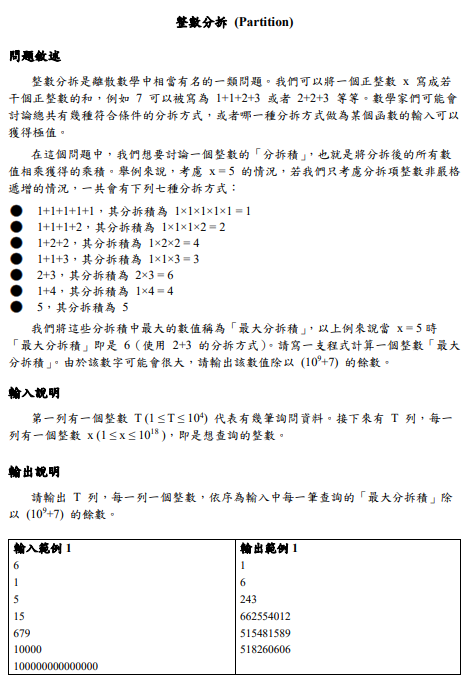 整數分拆 (Partition)
問題敘述
整數分拆是離散數學中相當有名的一類問題。我們可以將一個正整數 x 寫成若
干個正整數的和，例如 7 可以被寫為 1+1+2+3 或者 2+2+3 等等。數學家們可能會
討論總共有幾種符合條件的分拆方式，或者哪一種分拆方式做為某個函數的輸入可以
獲得極值。
在這個問題中，我們想要討論一個整數的「分拆積」，也就是將分拆後的所有數
值相乘獲得的乘積。舉例來說，考慮 x = 5 的情況，若我們只考慮分拆項整數非嚴格
遞增的情況，一共會有下列七種分拆方式：
● 1+1+1+1+1，其分拆積為 1×1×1×1×1 = 1
● 1+1+1+2，其分拆積為 1×1×1×2 = 2
● 1+2+2，其分拆積為 1×2×2 = 4
● 1+1+3，其分拆積為 1×1×3 = 3
● 2+3，其分拆積為 2×3 = 6
● 1+4，其分拆積為 1×4 = 4
● 5，其分拆積為 5
我們將這些分拆積中最大的數值稱為「最大分拆積」，以上例來說當 x = 5 時
「最大分拆積」即是 6（使用 2+3 的分拆方式）。請寫一支程式計算一個整數「最大
分拆積」。由於該數字可能會很大，請輸出該數值除以 (10⁹+7) 的餘數。
輸入說明
第一列有一個整數 T (1 ≤ T ≤ 10⁴) 代表有幾筆詢問資料。接下來有 T 列，每一
列有一個整數 x (1 ≤ x ≤ 10¹⁸ )，即是想查詢的整數。
輸出說明
請輸出 T 列，每一列一個整數，依序為輸入中每一筆查詢的「最大分拆積」除
以 (10⁹+7) 的餘數。
輸入範例 1
6
1
5
15
679
10000
100000000000000
輸出範例 1
1
6
243
662554012
515481589
518260606